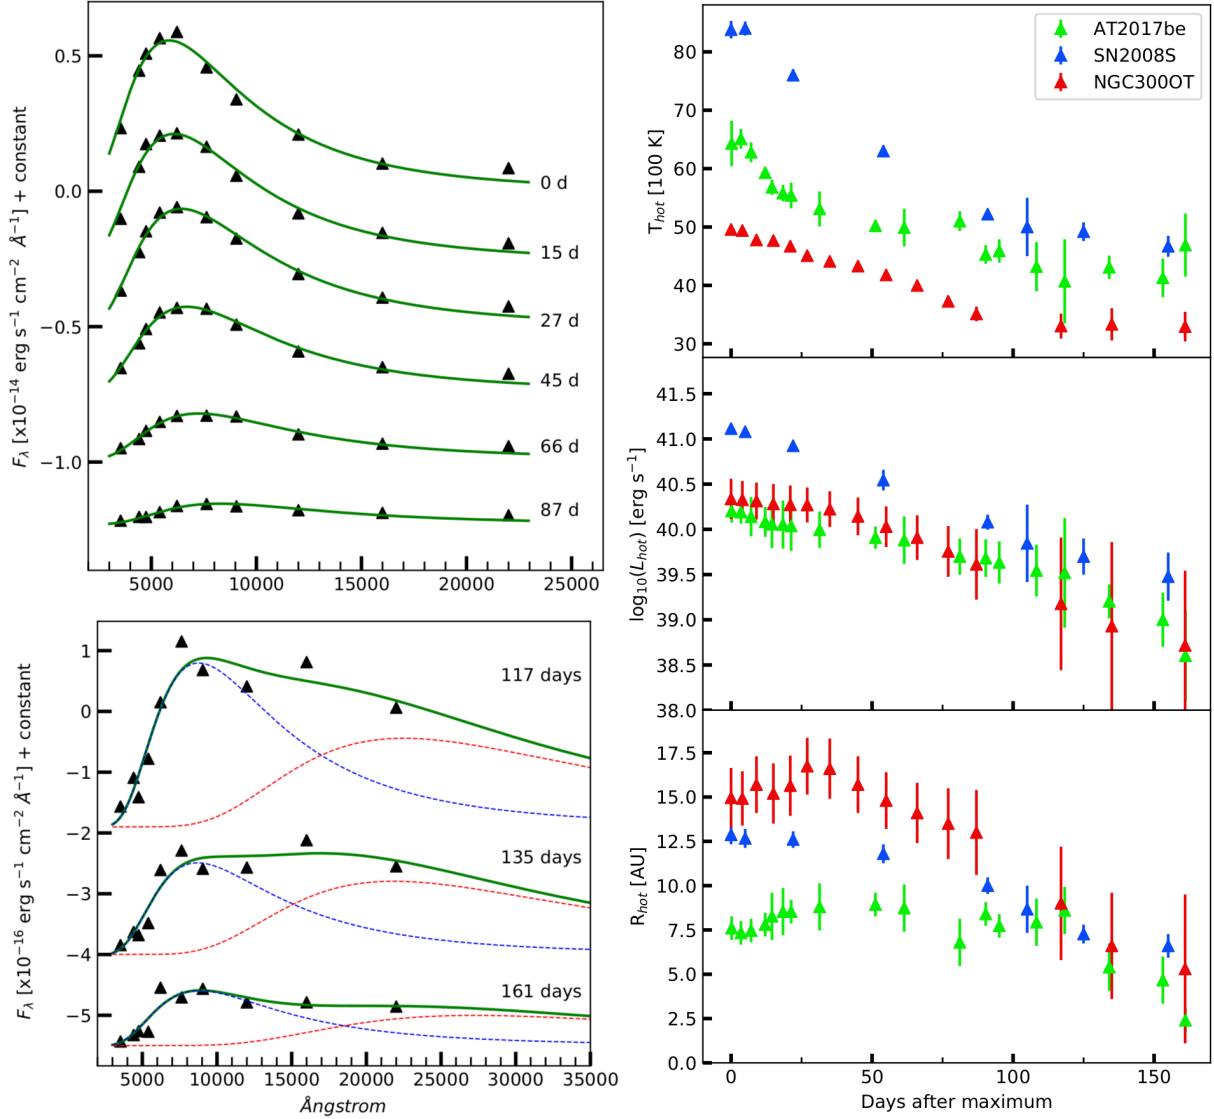 F_λ [x10⁻¹⁴ erg s⁻¹ cm⁻² Å⁻¹] + constant
0.5
0.0
−0.5
−1.0
0 d
15 d
27 d
45 d
66 d
87 d
5000 10000 15000 20000 25000
F_λ [x10⁻¹⁶ erg s⁻¹ cm⁻² Å⁻¹] + constant
1
0
−1
−2
−3
−4
−5
117 days
135 days
161 days
5000 10000 15000 20000 25000 30000 35000
Ångstrom
T_hot [100 K]
80
70
60
50
40
30
AT2017be
SN2008S
NGC300OT
log₁₀(L_hot) [erg s⁻¹]
41.5
41.0
40.5
40.0
39.5
39.0
38.5
38.0
R_hot [AU]
17.5
15.0
12.5
10.0
7.5
5.0
2.5
0.0
0 50 100 150
Days after maximum